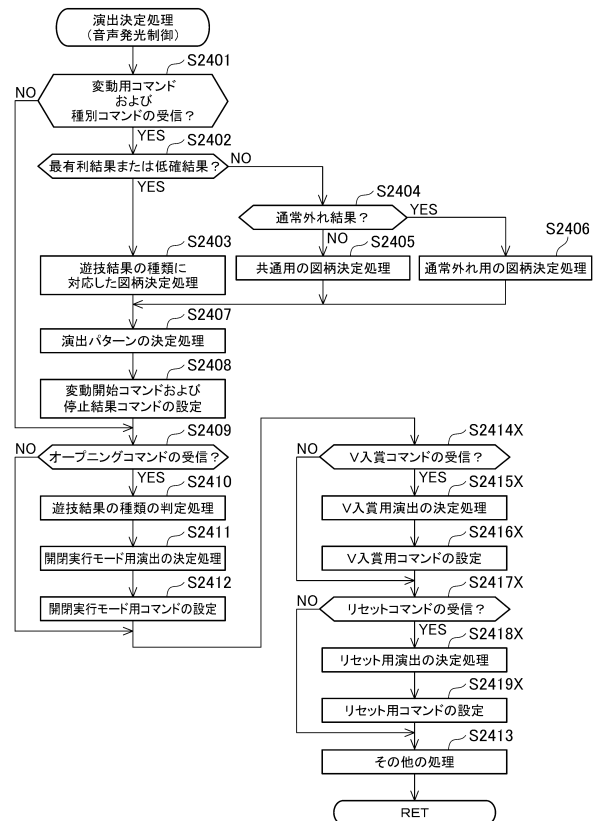 演出決定処理
(音声発光制御)
S2401
変動用コマンド
および
種別コマンドの受信?
NO
YES
S2402
最有利結果または低確結果?
NO
YES
S2404
通常外れ結果?
YES
NO
S2403
遊技結果の種類に
対応した図柄決定処理
S2405
共通用の図柄決定処理
S2406
通常外れ用の図柄決定処理
S2407
演出パターンの決定処理
S2408
変動開始コマンドおよび
停止結果コマンドの設定
S2409
NO
オープニングコマンドの受信?
YES
S2410
遊技結果の種類の判定処理
S2411
開閉実行モード用演出の決定処理
S2412
開閉実行モード用コマンドの設定
S2414X
NO
V入賞コマンドの受信?
YES
S2415X
V入賞用演出の決定処理
S2416X
V入賞用コマンドの設定
S2417X
NO
リセットコマンドの受信?
YES
S2418X
リセット用演出の決定処理
S2419X
リセット用コマンドの設定
S2413
その他の処理
RET